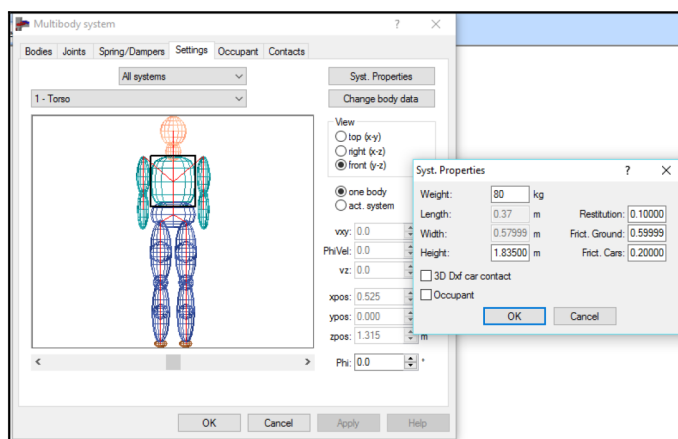 Multibody system ? ×
Bodies Joints Spring/Dampers Settings Occupant Contacts
All systems
1 - Torso
Syst. Properties
Change body data
View
top (x-y)
right (x-z)
front (y-z)
one body
act. system
vxy: 0.0
PhiVel: 0.0
vz: 0.0
xpos: 0.525
ypos: 0.000
zpos: 1.315 m
Phi: 0.0 °
OK Cancel Apply Help
Syst. Properties ? ×
Weight: 80 kg
Length: 0.37 m Restitution: 0.10000
Width: 0.57999 m Frict. Ground: 0.59999
Height: 1.83500 m Frict. Cars: 0.20000
3D Dxf car contact
Occupant
OK Cancel